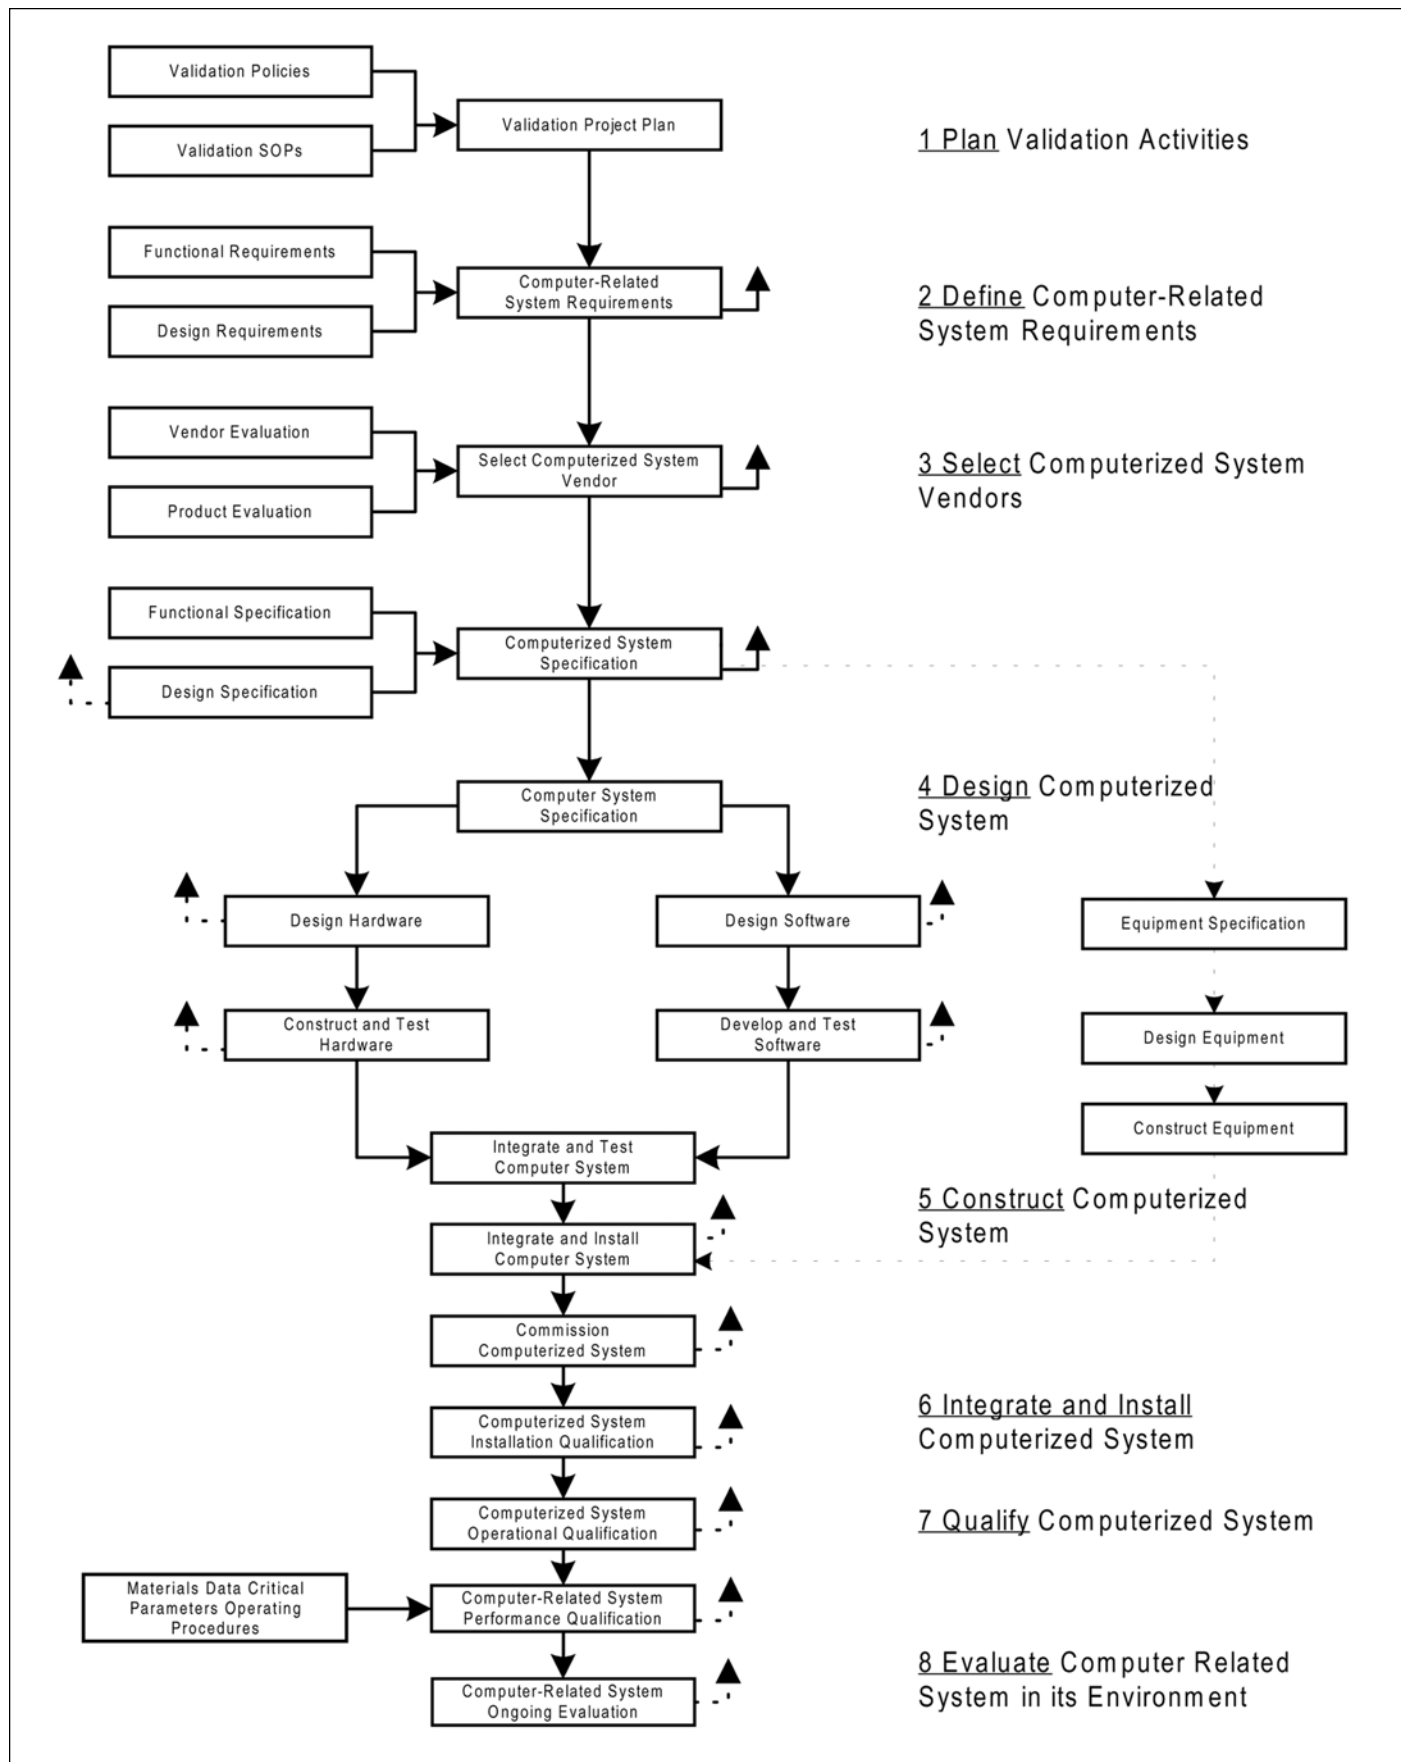 Validation Policies
Validation Project Plan
Validation SOPs
1 Plan Validation Activities
Functional Requirements
Computer-Related
System Requirements
Design Requirements
2 Define Computer-Related
System Requirements
Vendor Evaluation
Select Computerized System
Vendor
Product Evaluation
3 Select Computerized System
Vendors
Functional Specification
Computerized System
Specification
Design Specification
Computer System
Specification
4 Design Computerized
System
Design Hardware
Design Software
Equipment Specification
Construct and Test
Hardware
Develop and Test
Software
Design Equipment
Construct Equipment
Integrate and Test
Computer System
5 Construct Computerized
System
Integrate and Install
Computer System
Commission
Computerized System
Computerized System
Installation Qualification
6 Integrate and Install
Computerized System
Computerized System
Operational Qualification
7 Qualify Computerized System
Materials Data Critical
Parameters Operating
Procedures
Computer-Related System
Performance Qualification
Computer-Related System
Ongoing Evaluation
8 Evaluate Computer Related
System in its Environment